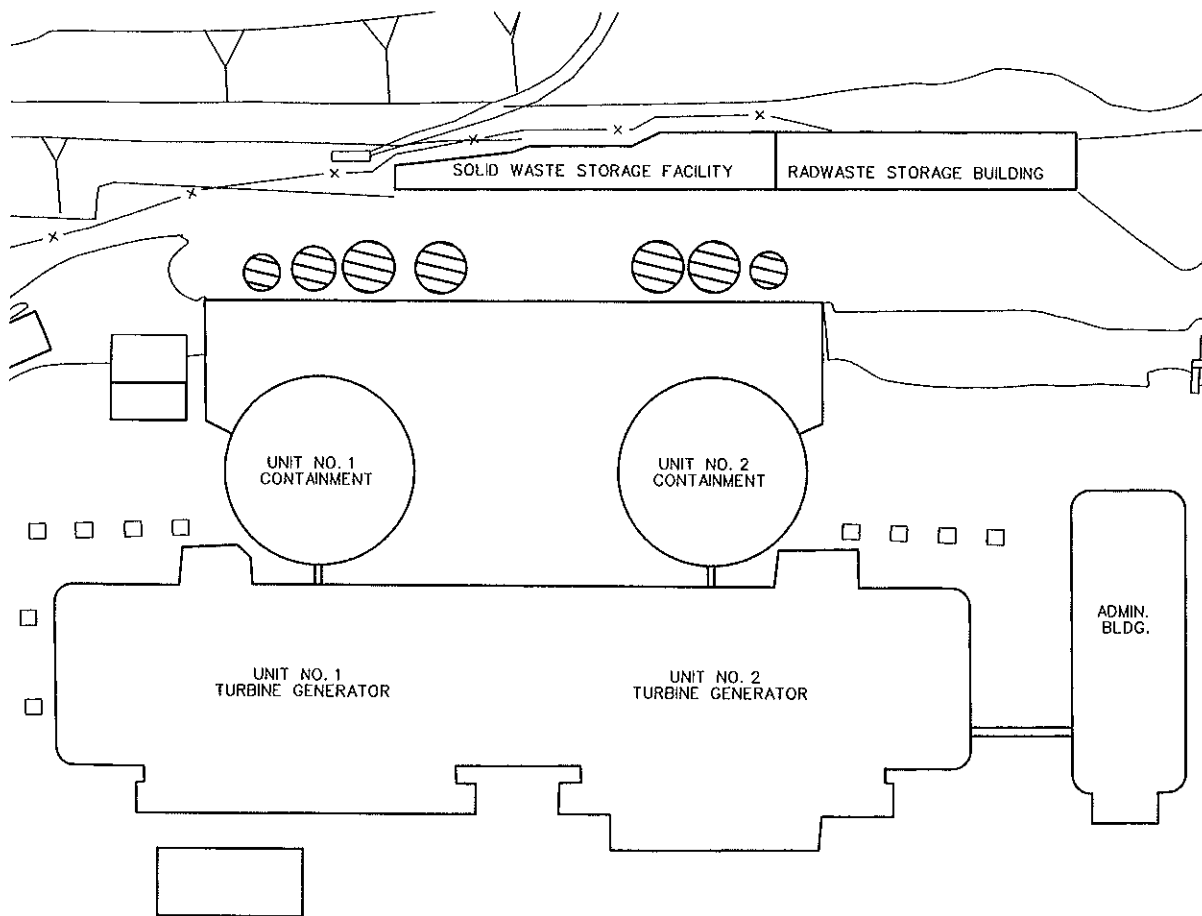 SOLID WASTE STORAGE FACILITY
RADWASTE STORAGE BUILDING
UNIT NO. 1
CONTAINMENT
UNIT NO. 2
CONTAINMENT
ADMIN.
BLDG.
UNIT NO. 1
TURBINE GENERATOR
UNIT NO. 2
TURBINE GENERATOR